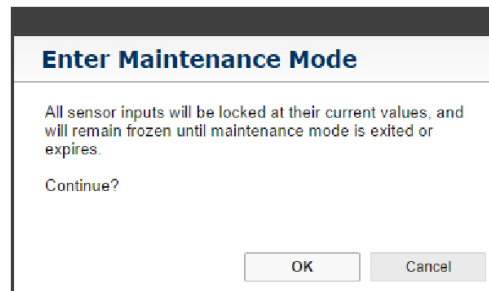 Enter Maintenance Mode
All sensor inputs will be locked at their current values, and
will remain frozen until maintenance mode is exited or
expires.
Continue?
OK
Cancel